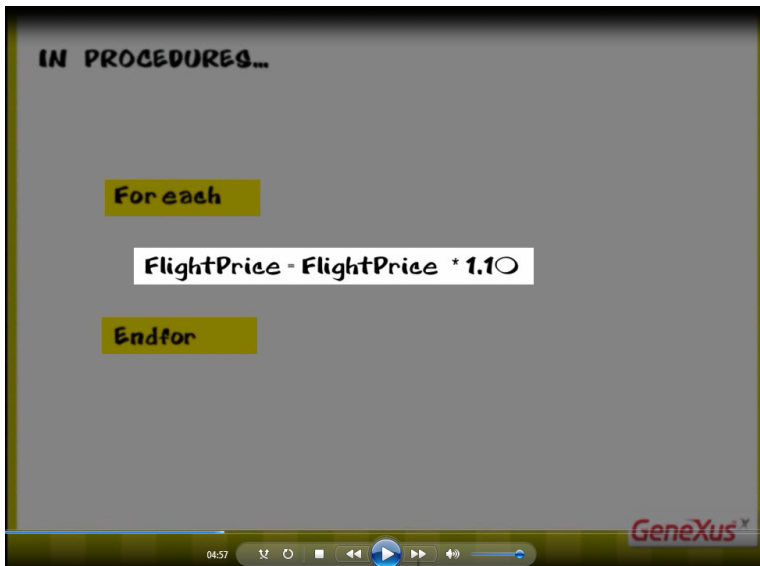 IN PROCEDURES...
For each
FlightPrice = FlightPrice * 1.10
Endfor
GeneXus X
04:57